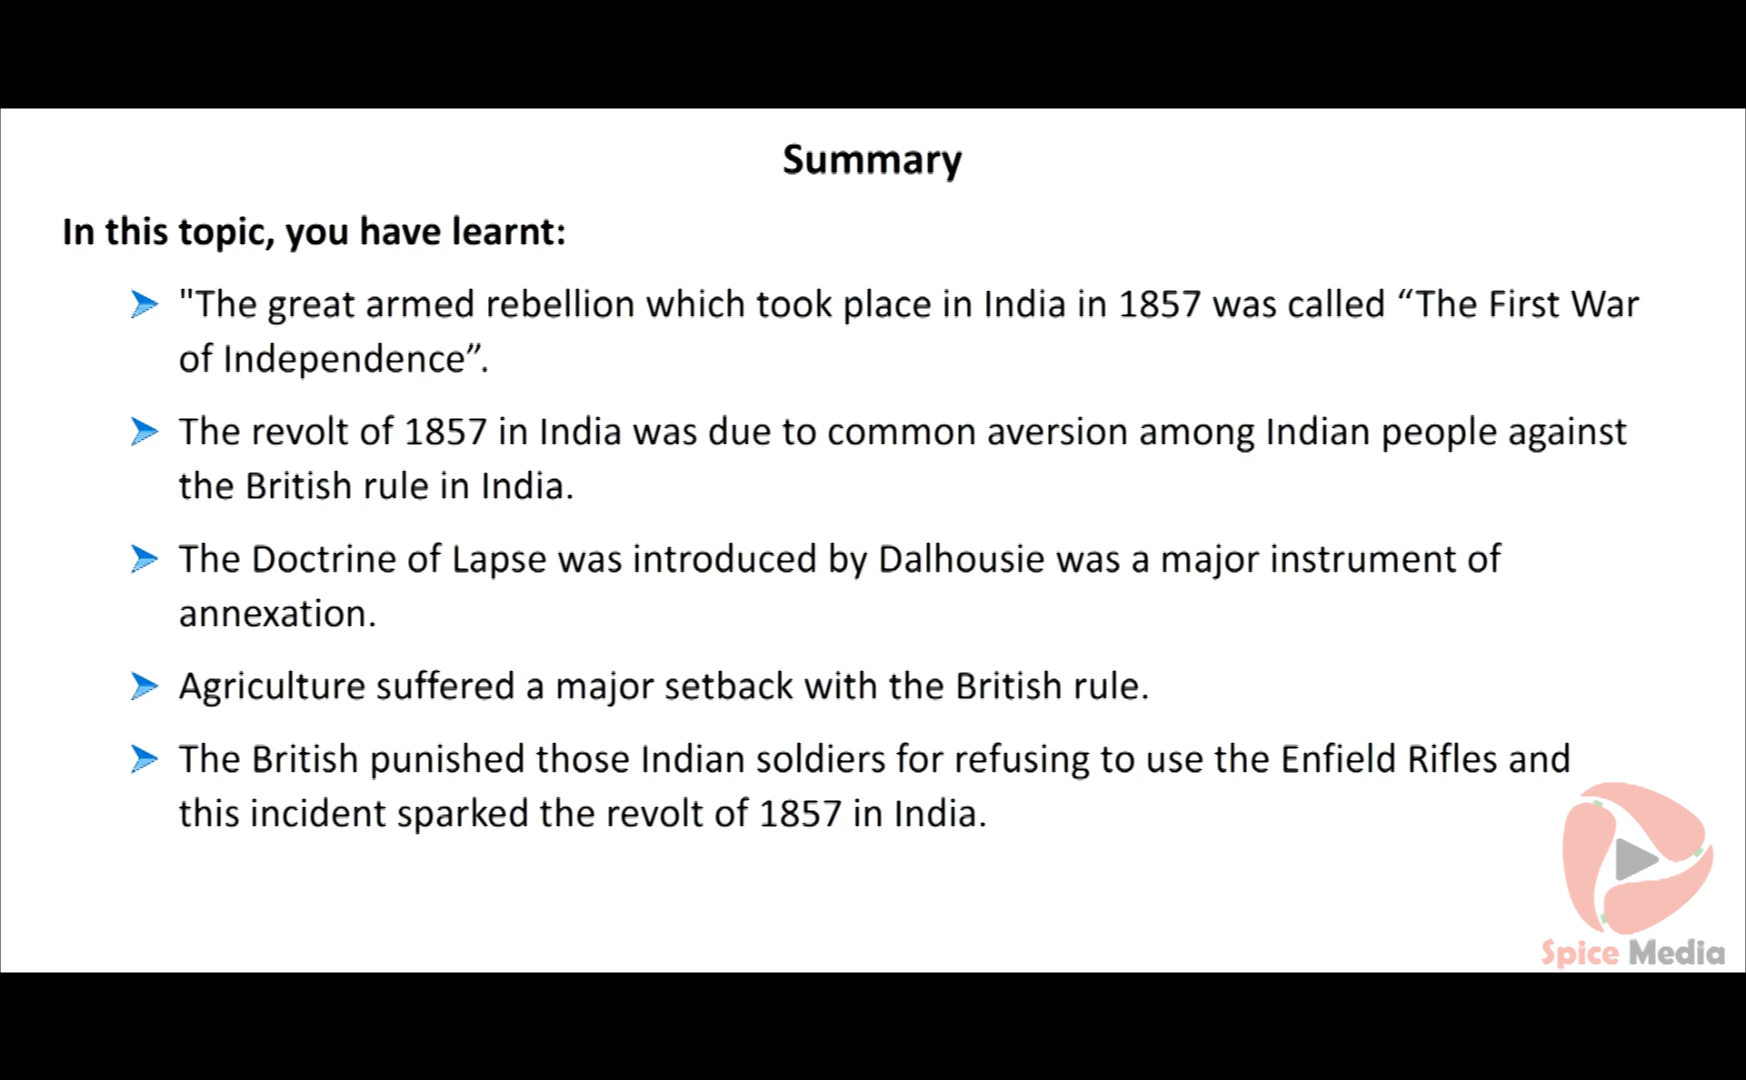 Summary
In this topic, you have learnt:
"The great armed rebellion which took place in India in 1857 was called “The First War
of Independence”.
The revolt of 1857 in India was due to common aversion among Indian people against
the British rule in India.
The Doctrine of Lapse was introduced by Dalhousie was a major instrument of
annexation.
Agriculture suffered a major setback with the British rule.
The British punished those Indian soldiers for refusing to use the Enfield Rifles and
this incident sparked the revolt of 1857 in India.
Spice Media